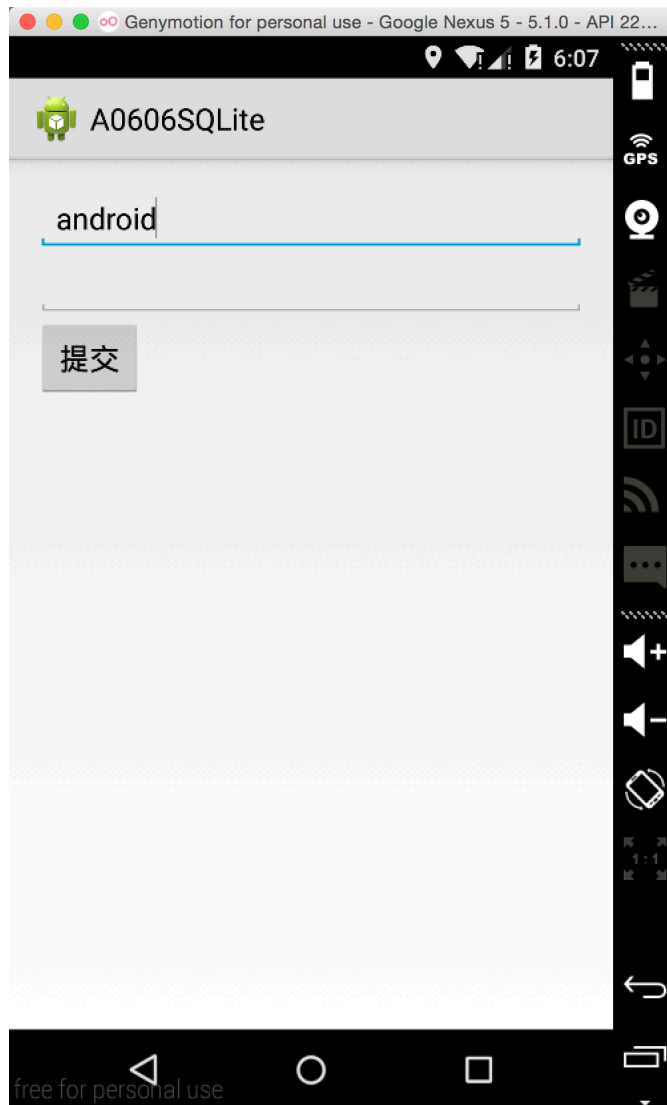 Genymotion for personal use - Google Nexus 5 - 5.1.0 - API 22...
6:07
A0606SQLite
GPS
android
提交
ID
1:1
free for personal use